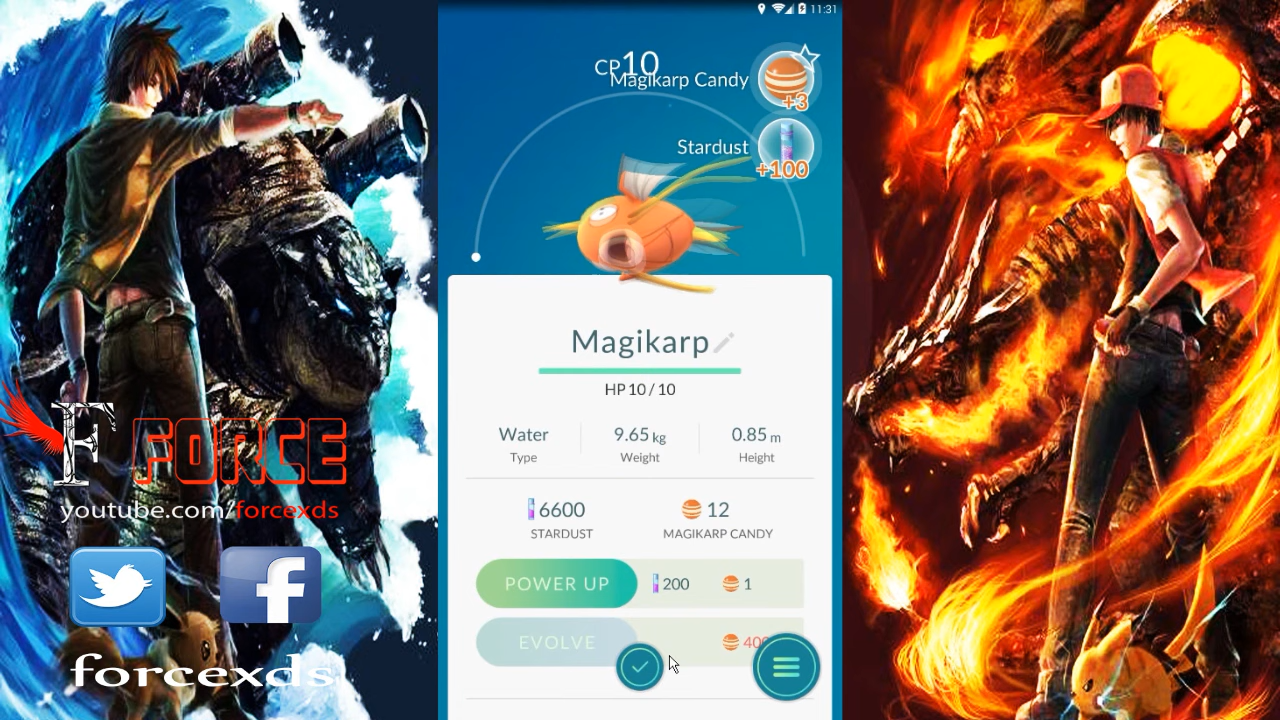 11:31
CP10
Magikarp Candy
+3
Stardust
+100
Magikarp
HP 10 / 10
Water
Type
9.65 kg
Weight
0.85 m
Height
6600
STARDUST
12
MAGIKARP CANDY
POWER UP
200
1
EVOLVE
F FORCE
youtube.com/forcexds
f
forcexds